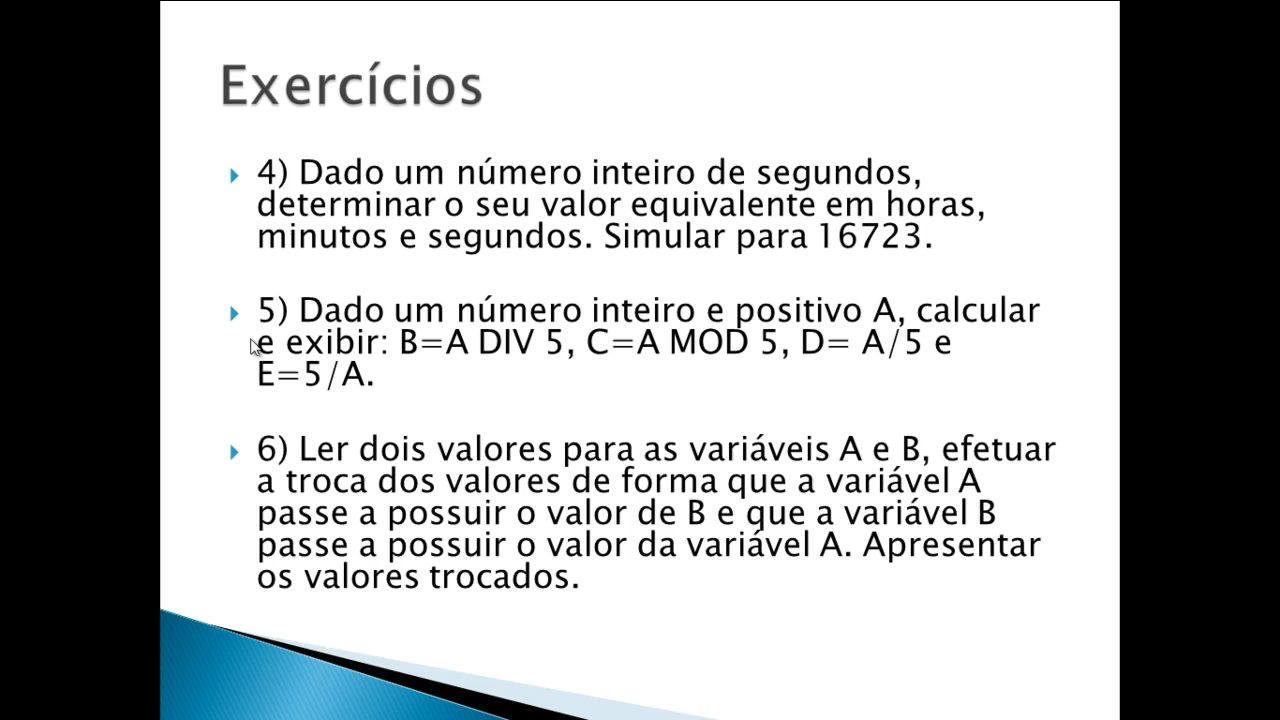 Exercícios
4) Dado um número inteiro de segundos,
determinar o seu valor equivalente em horas,
minutos e segundos. Simular para 16723.
5) Dado um número inteiro e positivo A, calcular
e exibir: B=A DIV 5, C=A MOD 5, D= A/5 e
E=5/A.
6) Ler dois valores para as variáveis A e B, efetuar
a troca dos valores de forma que a variável A
passe a possuir o valor de B e que a variável B
passe a possuir o valor da variável A. Apresentar
os valores trocados.